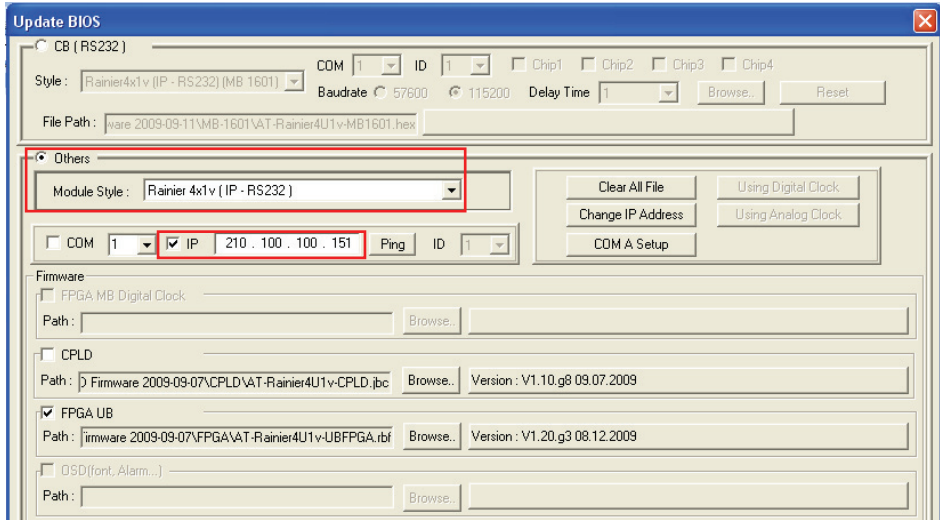 Update BIOS
CB ( RS232 )
Style : Rainier4x1v (IP - RS232) (MB 1601) COM 1 ID 1 Chip1 Chip2 Chip3 Chip4
Baudrate 57600 115200 Delay Time 1 Browse.. Reset
File Path : ware 2009-09-11\MB-1601\AT-Rainier4U1v-MB1601.hex
Others
Module Style : Rainier 4x1v ( IP - RS232 )
Clear All File Using Digital Clock
Change IP Address Using Analog Clock
COM 1 IP 210 . 100 . 100 . 151 Ping ID 1 COM A Setup
Firmware
FPGA MB Digital Clock
Path : Browse..
CPLD
Path : Firmware 2009-09-07\CPLD\AT-Rainier4U1v-CPLD.jbc Browse.. Version : V1.10.g8 09.07.2009
FPGA UB
Path : irmware 2009-09-07\FPGA\AT-Rainier4U1v-UBFPGA.rbf Browse.. Version : V1.20.g3 08.12.2009
OSD(font, Alarm...)
Path : Browse..